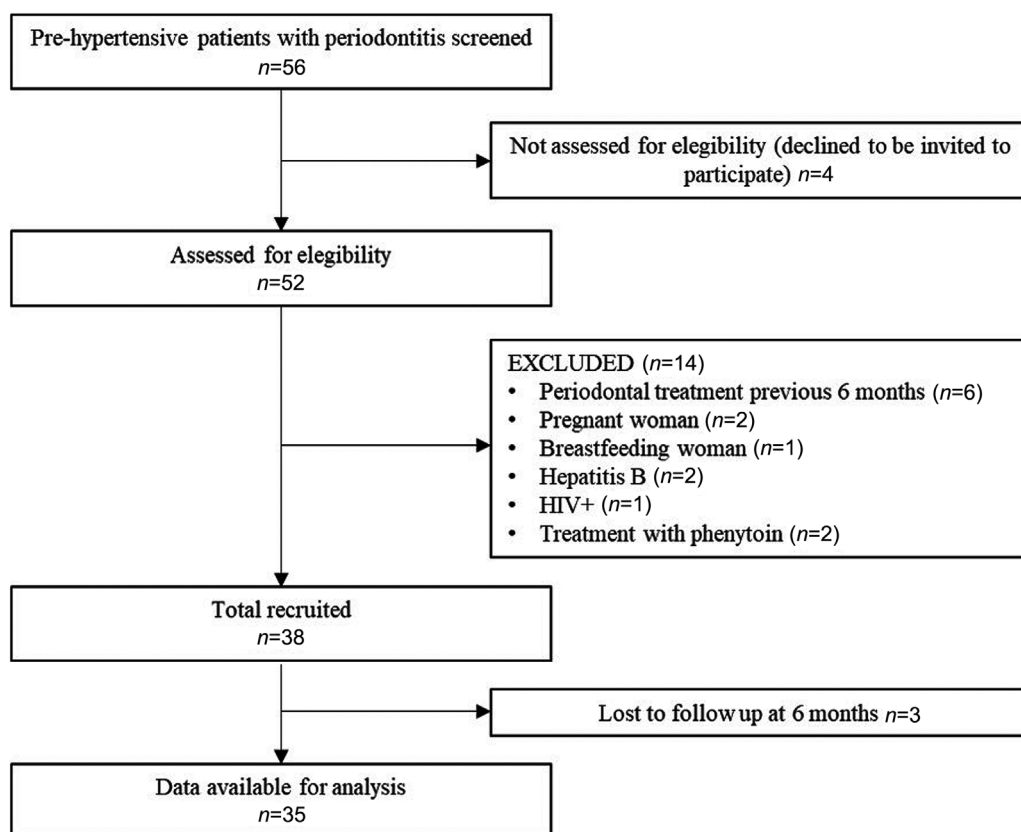 Pre-hypertensive patients with periodontitis screened
n=56
Not assessed for elegibility (declined to be invited to
participate) n=4
Assessed for elegibility
n=52
EXCLUDED (n=14)
• Periodontal treatment previous 6 months (n=6)
• Pregnant woman (n=2)
• Breastfeeding woman (n=1)
• Hepatitis B (n=2)
• HIV+ (n=1)
• Treatment with phenytoin (n=2)
Total recruited
n=38
Lost to follow up at 6 months n=3
Data available for analysis
n=35